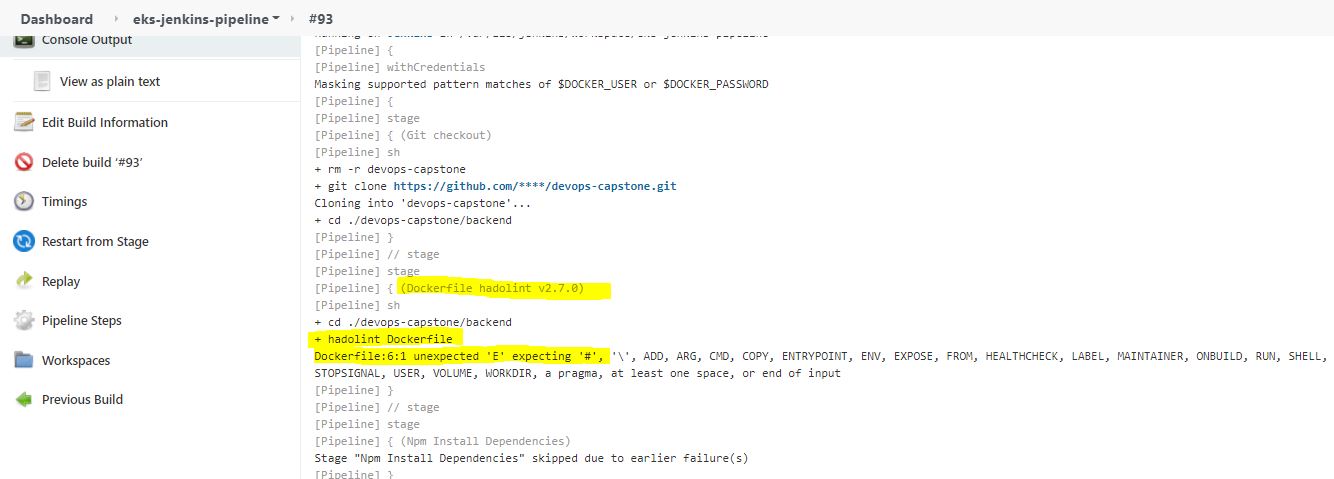 Dashboard
eks-jenkins-pipeline
#93
Console Output
View as plain text
Edit Build Information
Delete build ‘#93’
Timings
Restart from Stage
Replay
Pipeline Steps
Workspaces
Previous Build
[Pipeline] {
[Pipeline] withCredentials
Masking supported pattern matches of $DOCKER_USER or $DOCKER_PASSWORD
[Pipeline] {
[Pipeline] stage
[Pipeline] { (Git checkout)
[Pipeline] sh
+ rm -r devops-capstone
+ git clone https://github.com/****/devops-capstone.git
Cloning into 'devops-capstone'...
+ cd ./devops-capstone/backend
[Pipeline] }
[Pipeline] // stage
[Pipeline] stage
[Pipeline] { (Dockerfile hadolint v2.7.0)
[Pipeline] sh
+ cd ./devops-capstone/backend
+ hadolint Dockerfile
Dockerfile:6:1 unexpected 'E' expecting '#', '\', ADD, ARG, CMD, COPY, ENTRYPOINT, ENV, EXPOSE, FROM, HEALTHCHECK, LABEL, MAINTAINER, ONBUILD, RUN, SHELL,
STOPSIGNAL, USER, VOLUME, WORKDIR, a pragma, at least one space, or end of input
[Pipeline] }
[Pipeline] // stage
[Pipeline] stage
[Pipeline] { (Npm Install Dependencies)
Stage "Npm Install Dependencies" skipped due to earlier failure(s)
[Pipeline] }